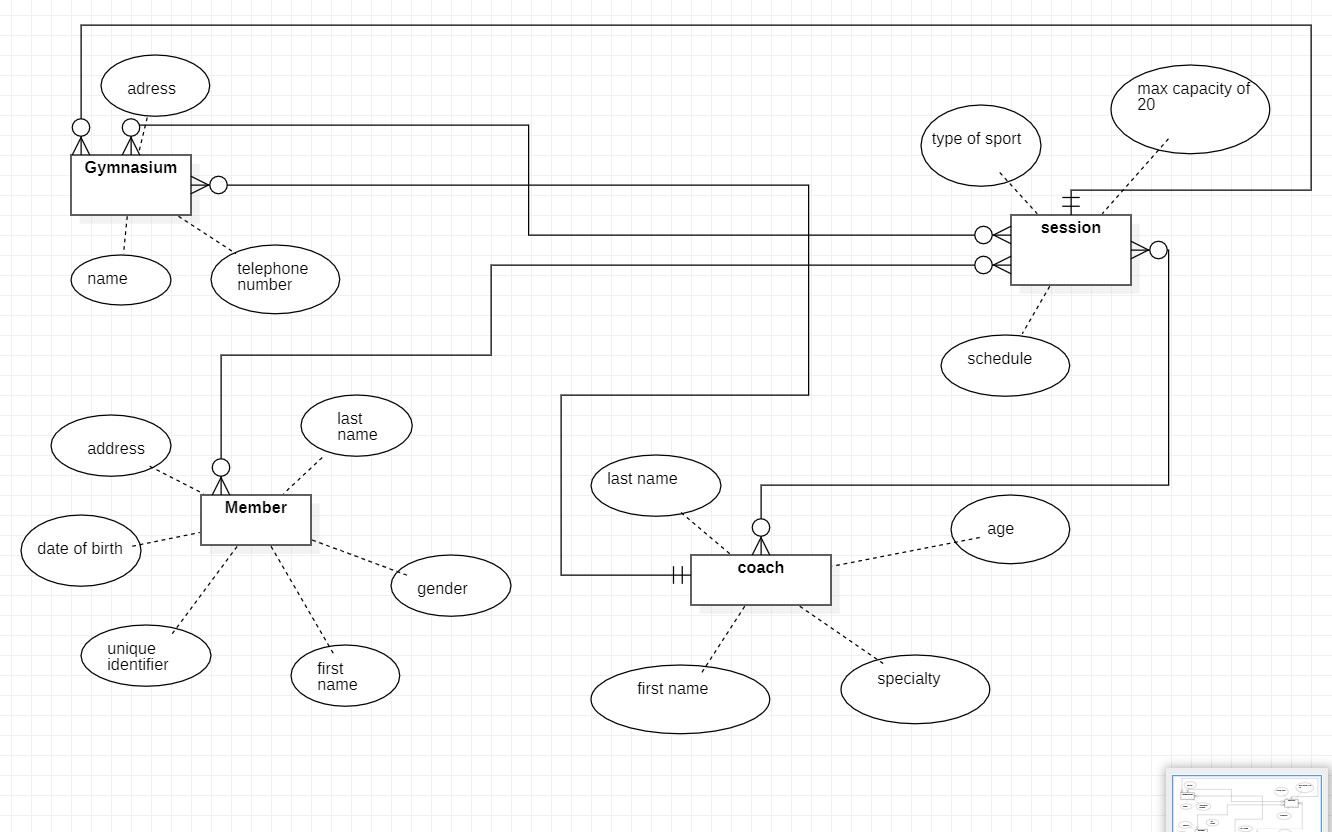 adress
max capacity of
20
type of sport
Gymnasium
session
name
telephone
number
schedule
last
name
address
last name
Member
age
date of birth
coach
gender
unique
identifier
first
name
first name
specialty